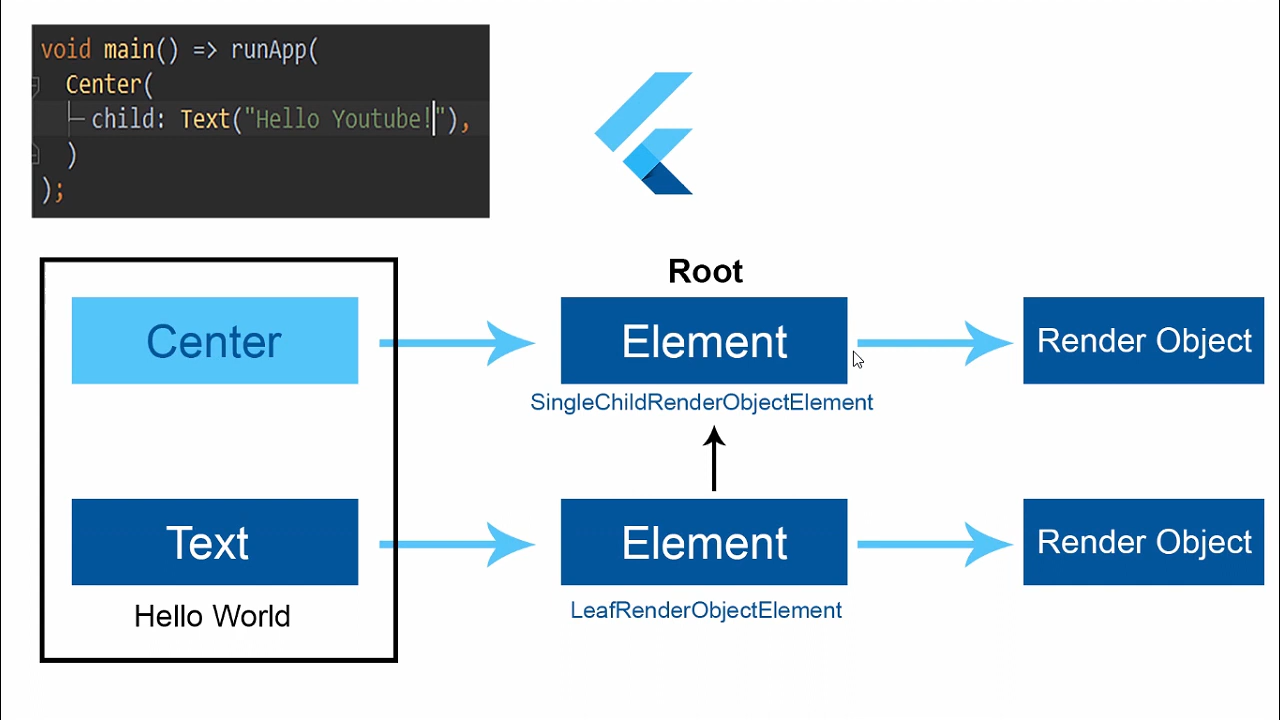 void main() => runApp(
Center(
child: Text("Hello Youtube!"),
)
);
Root
Center
Element
Render Object
SingleChildRenderObjectElement
Text
Element
Render Object
Hello World
LeafRenderObjectElement